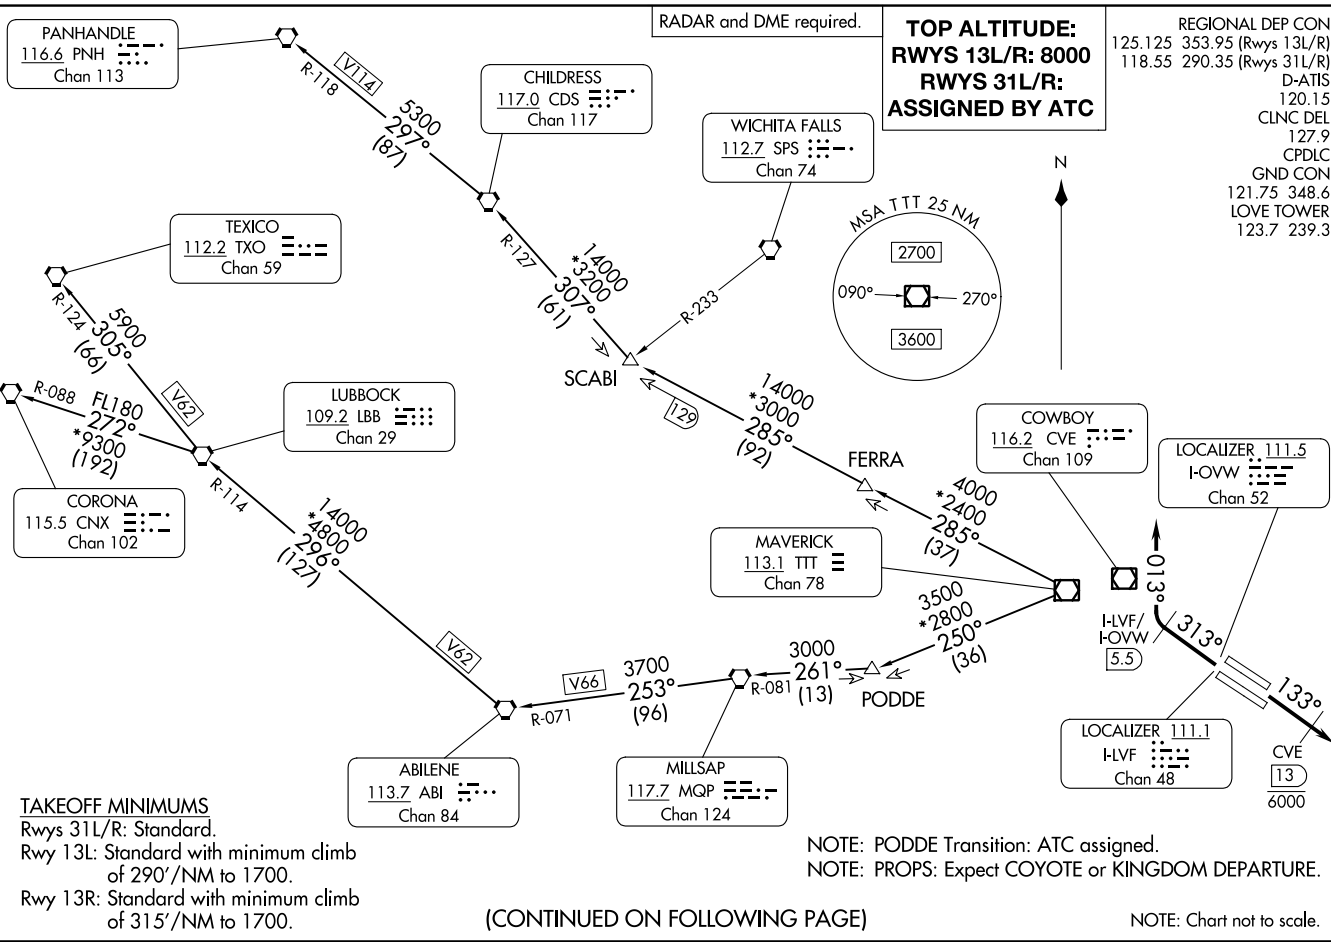 RADAR and DME required.
TOP ALTITUDE:
RWYS 13L/R: 8000
RWYS 31L/R:
ASSIGNED BY ATC
REGIONAL DEP CON
125.125 353.95 (Rwys 13L/R)
118.55 290.35 (Rwys 31L/R)
D-ATIS
120.15
CLNC DEL
127.9
CPDLC
GND CON
121.75 348.6
LOVE TOWER
123.7 239.3
PANHANDLE
116.6 PNH
Chan 113
V114
R-118
5300
297°
(87)
CHILDRESS
117.0 CDS
Chan 117
WICHITA FALLS
112.7 SPS
Chan 74
N
MSA TTT 25 NM
2700
090°
270°
3600
TEXICO
112.2 TXO
Chan 59
R-127
14000
*3200
307°
(61)
R-233
SCABI
R-124
5900
305°
(66)
V62
R-088
FL180
272°
*9300
(192)
LUBBOCK
109.2 LBB
Chan 29
129
14000
*3000
285°
(92)
FERRA
COWBOY
116.2 CVE
Chan 109
LOCALIZER 111.5
I-OVW
Chan 52
CORONA
115.5 CNX
Chan 102
R-114
14000
*4800
296°
(127)
4000
*2400
285°
(37)
MAVERICK
113.1 TTT
Chan 78
013°
I-LVF/
I-OVW
5.5
313°
133°
3500
*2800
250°
(36)
V62
V66
3700
253°
(96)
R-071
3000
261°
(13)
R-081
PODDE
LOCALIZER 111.1
I-LVF
Chan 48
CVE
13
6000
ABILENE
113.7 ABI
Chan 84
MILLSAP
117.7 MQP
Chan 124
TAKEOFF MINIMUMS
Rwys 31L/R: Standard.
Rwy 13L: Standard with minimum climb
of 290'/NM to 1700.
Rwy 13R: Standard with minimum climb
of 315'/NM to 1700.
NOTE: PODDE Transition: ATC assigned.
NOTE: PROPS: Expect COYOTE or KINGDOM DEPARTURE.
(CONTINUED ON FOLLOWING PAGE)
NOTE: Chart not to scale.